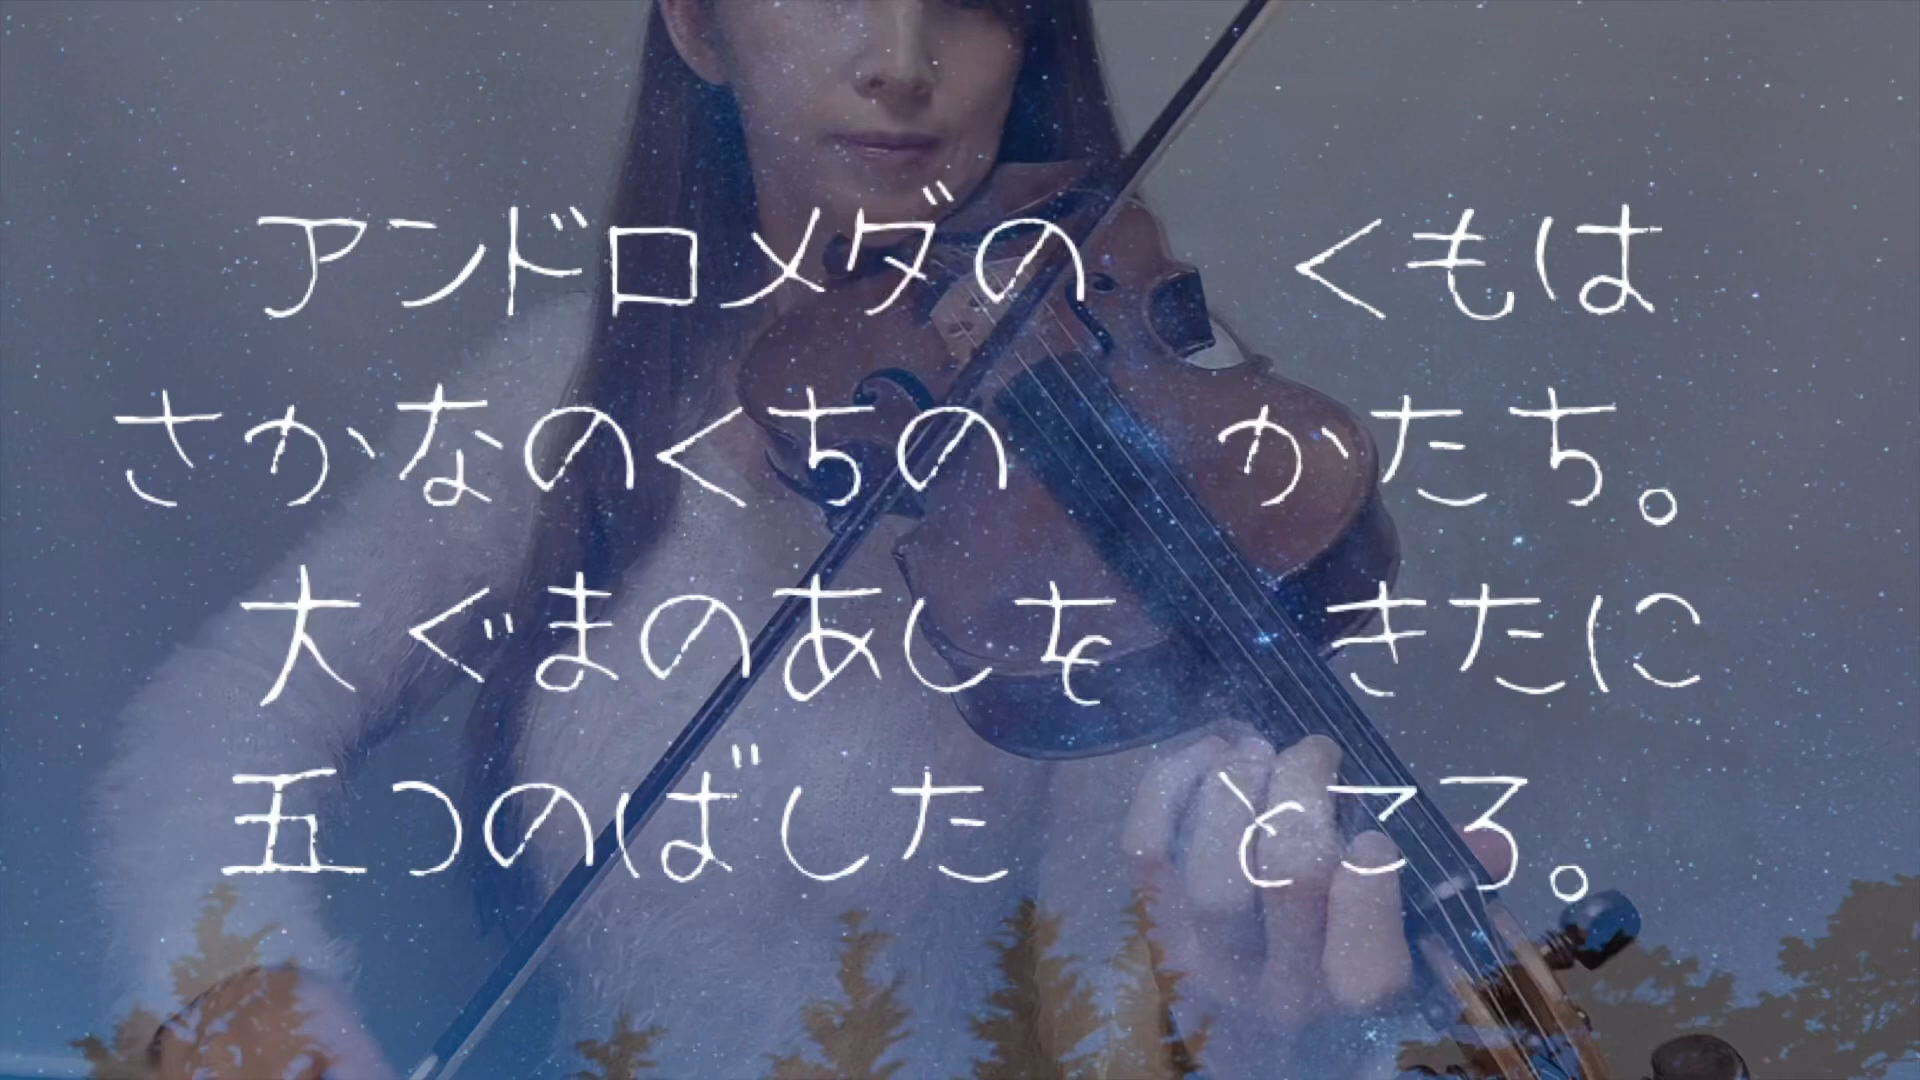 アンドロメダの　くもは
さかなのくちの　かたち。
大ぐまのあしを　きたに
五つのばした　ところ。